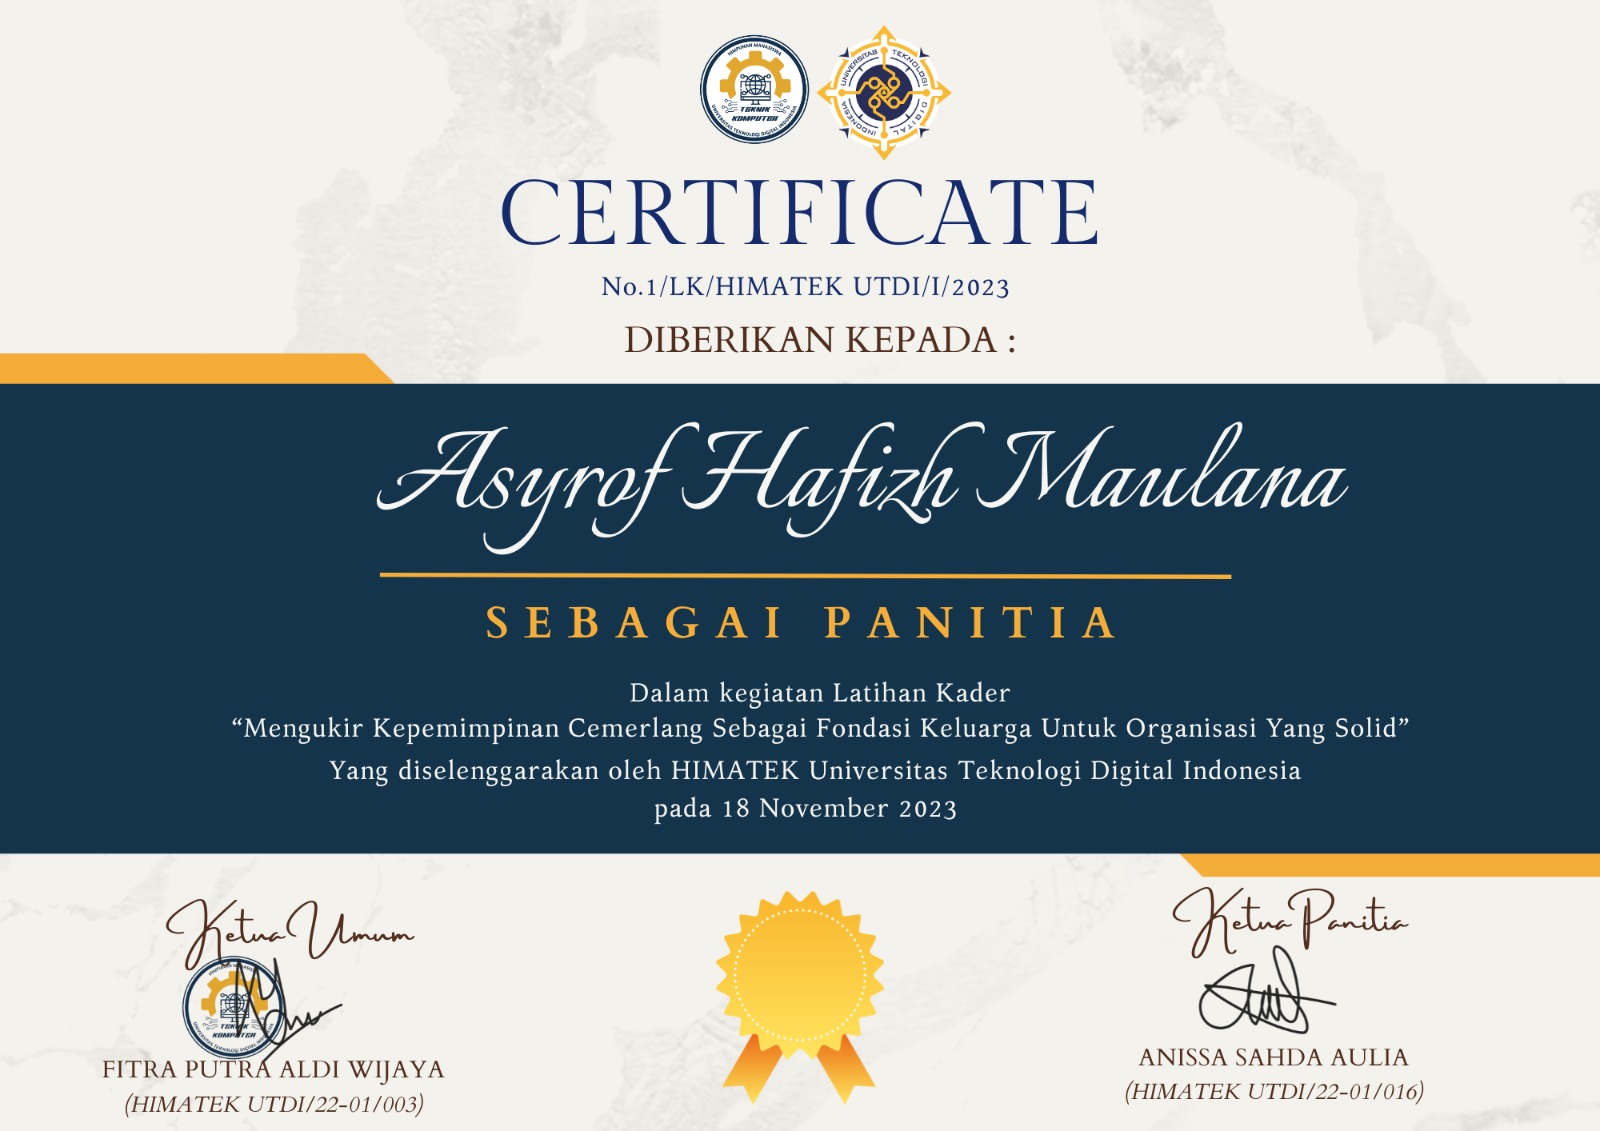 HIMPUNAN MAHASISWA
TEKNIK
KOMPUTER
UNIVERSITAS TEKNOLOGI DIGITAL INDONESIA
UNIVERSITAS TEKNOLOGI DIGITAL INDONESIA
CERTIFICATE
No.1/LK/HIMATEK UTDI/I/2023
DIBERIKAN KEPADA :
Asyrof Hafizh Maulana
SEBAGAI PANITIA
Dalam kegiatan Latihan Kader
“Mengukir Kepemimpinan Cemerlang Sebagai Fondasi Keluarga Untuk Organisasi Yang Solid”
Yang diselenggarakan oleh HIMATEK Universitas Teknologi Digital Indonesia
pada 18 November 2023
Ketua Umum
TEKNIK
KOMPUTER
FITRA PUTRA ALDI WIJAYA
(HIMATEK UTDI/22-01/003)
Ketua Panitia
ANISSA SAHDA AULIA
(HIMATEK UTDI/22-01/016)